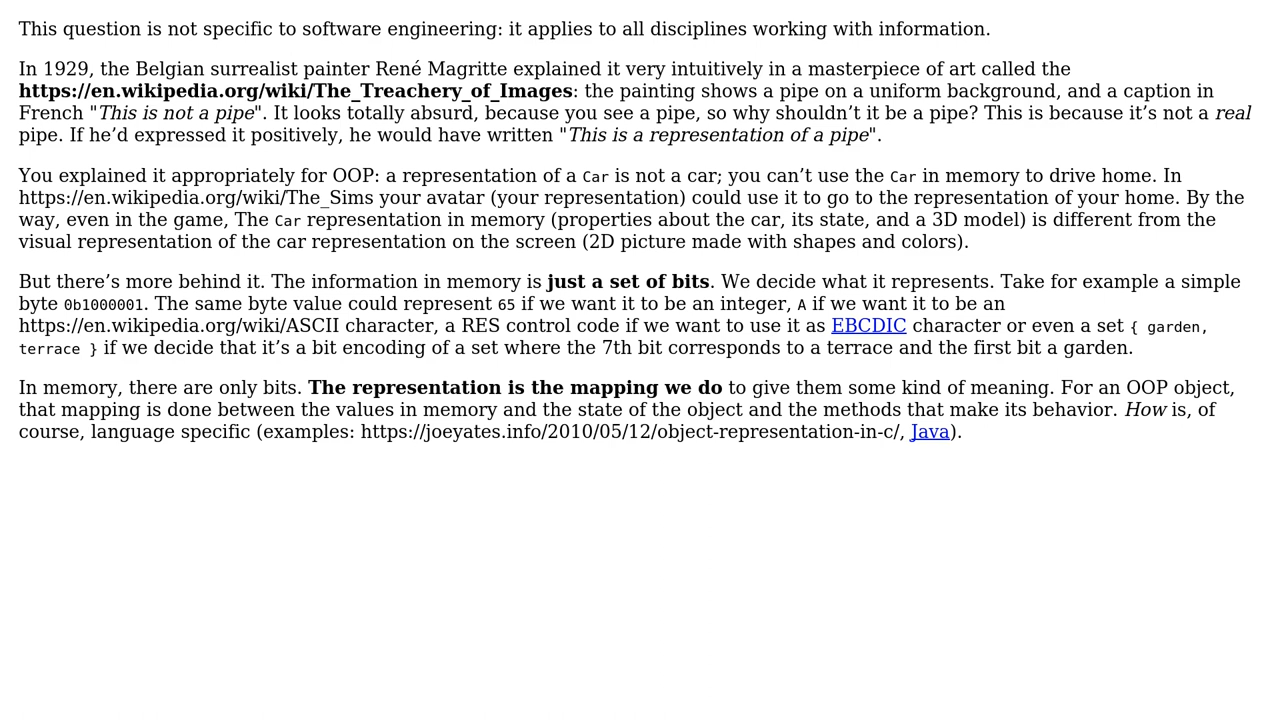 This question is not specific to software engineering: it applies to all disciplines working with information.
In 1929, the Belgian surrealist painter René Magritte explained it very intuitively in a masterpiece of art called the
https://en.wikipedia.org/wiki/The_Treachery_of_Images: the painting shows a pipe on a uniform background, and a caption in
French "This is not a pipe". It looks totally absurd, because you see a pipe, so why shouldn’t it be a pipe? This is because it’s not a real
pipe. If he’d expressed it positively, he would have written "This is a representation of a pipe".
You explained it appropriately for OOP: a representation of a Car is not a car; you can’t use the Car in memory to drive home. In
https://en.wikipedia.org/wiki/The_Sims your avatar (your representation) could use it to go to the representation of your home. By the
way, even in the game, The Car representation in memory (properties about the car, its state, and a 3D model) is different from the
visual representation of the car representation on the screen (2D picture made with shapes and colors).
But there’s more behind it. The information in memory is just a set of bits. We decide what it represents. Take for example a simple
byte 0b1000001. The same byte value could represent 65 if we want it to be an integer, A if we want it to be an
https://en.wikipedia.org/wiki/ASCII character, a RES control code if we want to use it as EBCDIC character or even a set { garden,
terrace } if we decide that it’s a bit encoding of a set where the 7th bit corresponds to a terrace and the first bit a garden.
In memory, there are only bits. The representation is the mapping we do to give them some kind of meaning. For an OOP object,
that mapping is done between the values in memory and the state of the object and the methods that make its behavior. How is, of
course, language specific (examples: https://joeyates.info/2010/05/12/object-representation-in-c/, Java).